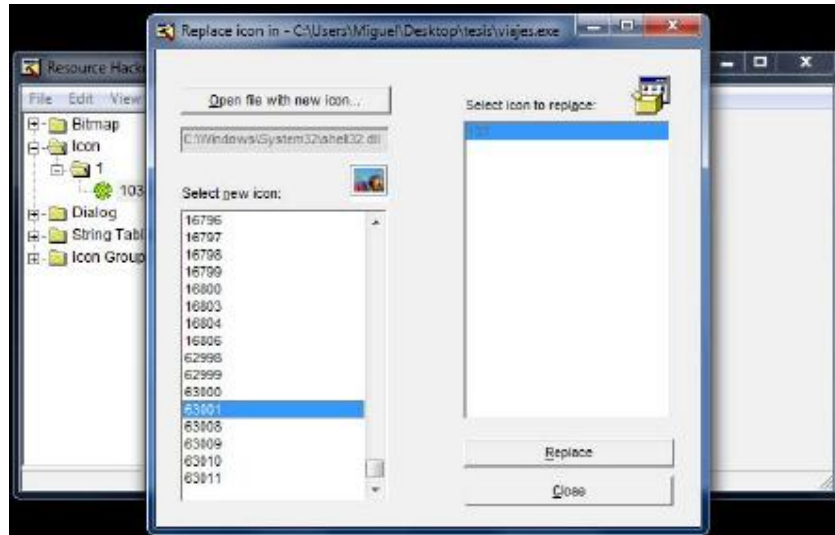 Replace icon in - C:\Users\Miguel\Desktop\tesis\viajes.exe
Resource Hack
File Edit View
Bitmap
Icon
1
103
Dialog
String Tabl
Icon Group
Open file with new icon...
C:\Windows\System32\shell32.dll
Select new icon:
16796
16797
16798
16799
16800
16803
16804
16806
62998
62999
63000
63001
63008
63009
63010
63011
Select icon to replace:
Replace
Close